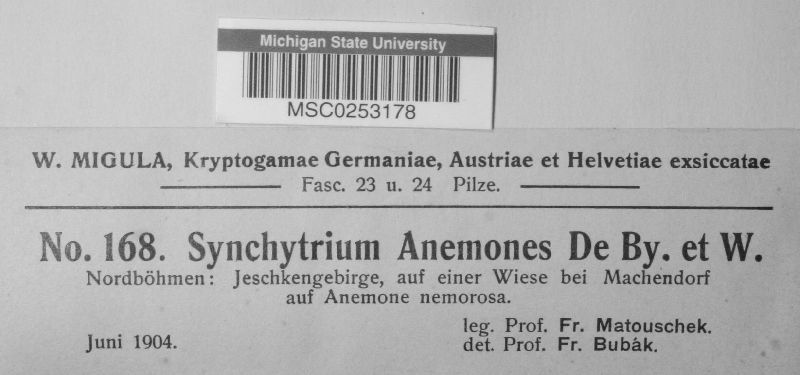 Michigan State University
MSC0253178
W. MIGULA, Kryptogamae Germaniae, Austriae et Helvetiae exsiccatae
Fasc. 23 u. 24 Pilze.
No. 168. Synchytrium Anemones De By. et W.
Nordböhmen: Jeschkengebirge, auf einer Wiese bei Machendorf
auf Anemone nemorosa.
leg. Prof. Fr. Matouschek.
Juni 1904.
det. Prof. Fr. Bubák.